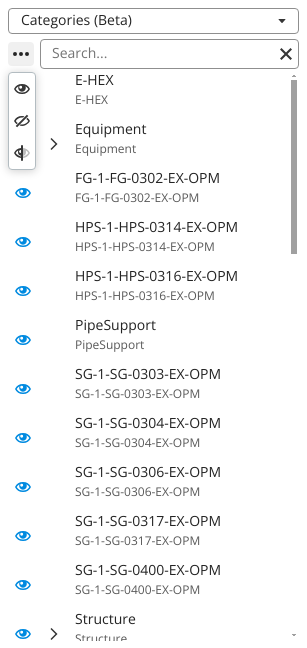 Categories (Beta)
Search...
E-HEX
E-HEX
Equipment
Equipment
FG-1-FG-0302-EX-OPM
FG-1-FG-0302-EX-OPM
HPS-1-HPS-0314-EX-OPM
HPS-1-HPS-0314-EX-OPM
HPS-1-HPS-0316-EX-OPM
HPS-1-HPS-0316-EX-OPM
PipeSupport
PipeSupport
SG-1-SG-0303-EX-OPM
SG-1-SG-0303-EX-OPM
SG-1-SG-0304-EX-OPM
SG-1-SG-0304-EX-OPM
SG-1-SG-0306-EX-OPM
SG-1-SG-0306-EX-OPM
SG-1-SG-0317-EX-OPM
SG-1-SG-0317-EX-OPM
SG-1-SG-0400-EX-OPM
SG-1-SG-0400-EX-OPM
Structure
Structure